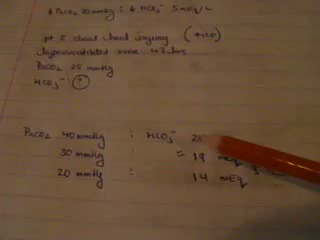 ↓ PaCO2 10 mmHg : ↓ HCO3⁻ 5 mEq/L
pt c̄ closed head injury (↑ICP)
hyperventilated over 48 hrs
PaCO2 25 mmHg
HCO3⁻ ?
PaCO2 40 mmHg : HCO3⁻
30 mmHg : = 19 mEq
20 mmHg : 14 mEq